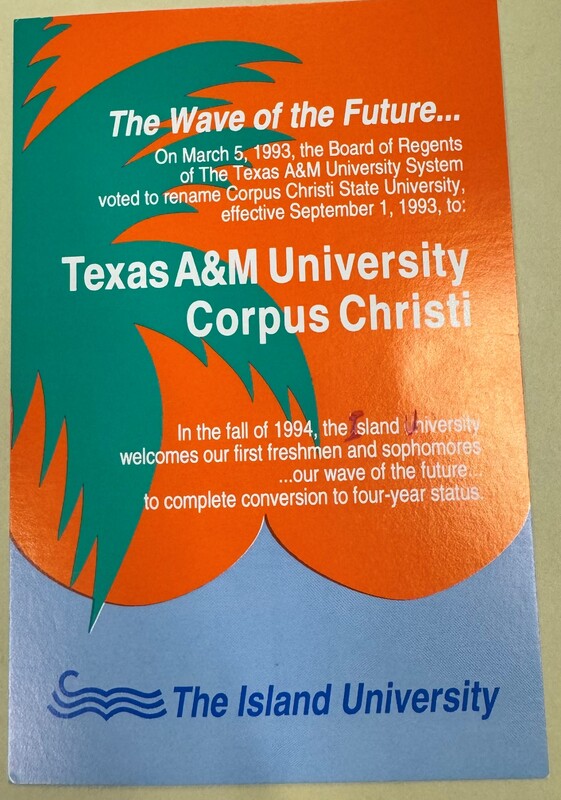 The Wave of the Future...
On March 5, 1993, the Board of Regents
of The Texas A&M University System
voted to rename Corpus Christi State University,
effective September 1, 1993, to:
Texas A&M University
Corpus Christi
In the fall of 1994, the Island University
welcomes our first freshmen and sophomores
...our wave of the future...
to complete conversion to four-year status.
The Island University